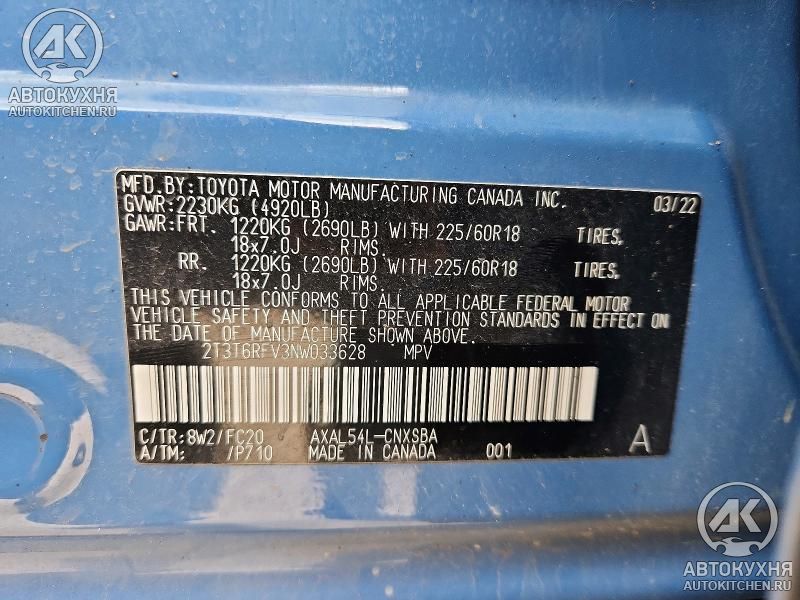 AK
АВТОКУХНЯ
AUTOKITCHEN.RU
MFD. BY: TOYOTA MOTOR MANUFACTURING CANADA INC. 03/22
GVWR: 2230KG (4920LB)
GAWR: FRT. 1220KG (2690LB) WITH 225/60R18 TIRES,
18x7.0J RIMS.
RR. 1220KG (2690LB) WITH 225/60R18 TIRES,
18x7.0J RIMS.
THIS VEHICLE CONFORMS TO ALL APPLICABLE FEDERAL MOTOR
VEHICLE SAFETY AND THEFT PREVENTION STANDARDS IN EFFECT ON
THE DATE OF MANUFACTURE SHOWN ABOVE.
2T3T6RFV3NW033628 MPV
C/TR: 8W2/FC20 AXAL54L-CNXSBA A
A/TM: /P710 MADE IN CANADA 001
AK
АВТОКУХНЯ
AUTOKITCHEN.RU